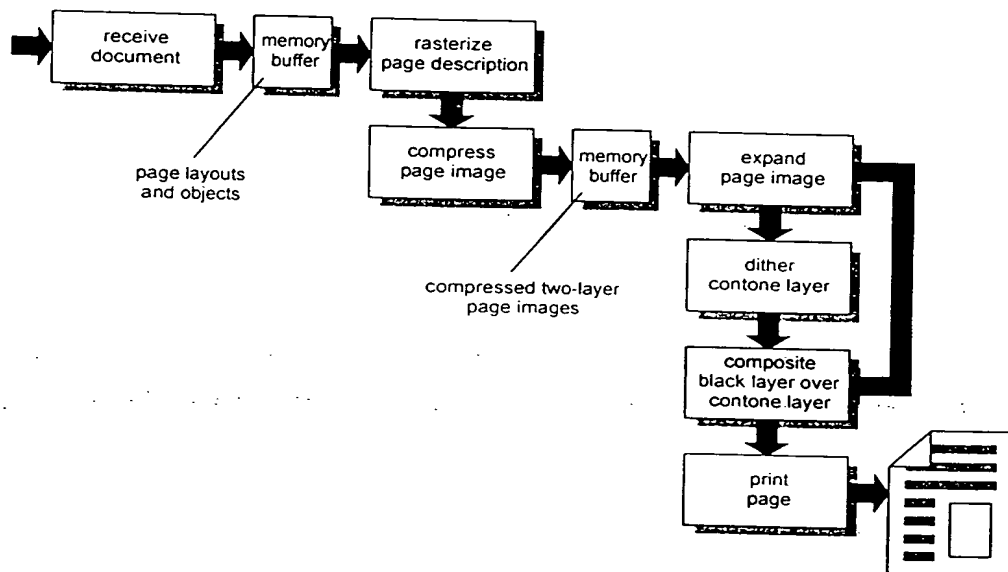 receive
document
memory
buffer
rasterize
page description
page layouts
and objects
compress
page image
memory
buffer
expand
page image
compressed two-layer
page images
dither
contone layer
composite
black layer over
contone layer
print
page